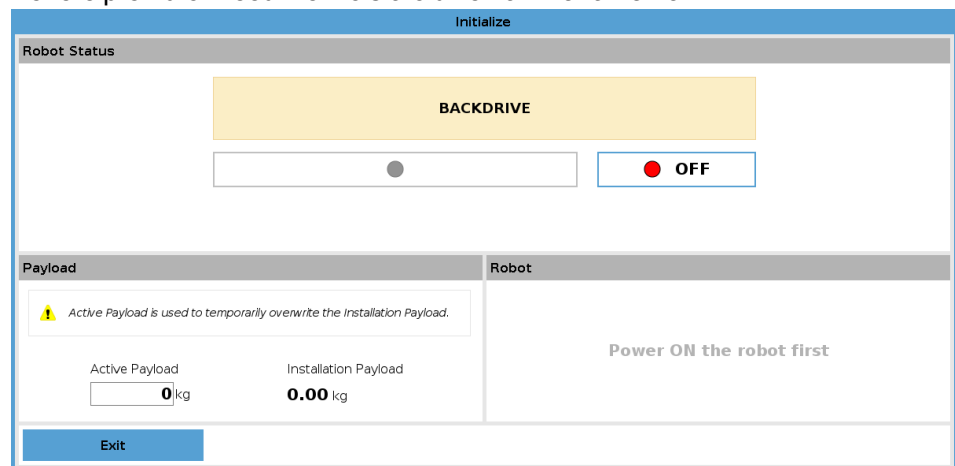 Initialize
Robot Status
BACKDRIVE
OFF
Payload
Robot
Active Payload is used to temporarily overwrite the Installation Payload.
Power ON the robot first
Active Payload
Installation Payload
0 kg
0.00 kg
Exit